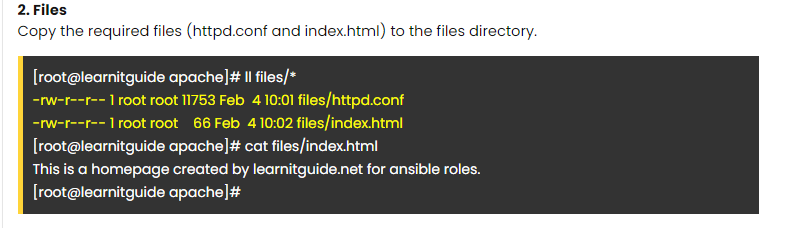 2. Files
Copy the required files (httpd.conf and index.html) to the files directory.
[root@learnitguide apache]# ll files/*
-rw-r--r-- 1 root root 11753 Feb  4 10:01 files/httpd.conf
-rw-r--r-- 1 root root    66 Feb  4 10:02 files/index.html
[root@learnitguide apache]# cat files/index.html
This is a homepage created by learnitguide.net for ansible roles.
[root@learnitguide apache]#